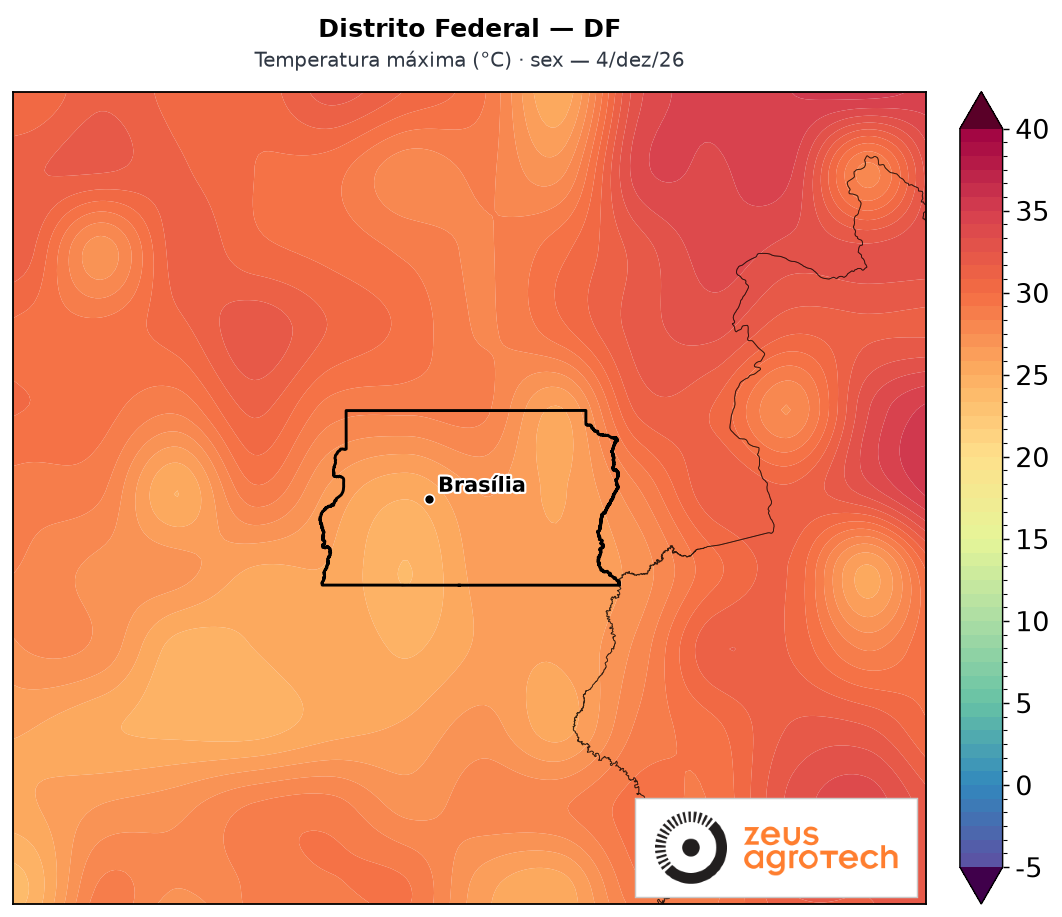 Distrito Federal — DF
Temperatura máxima (°C) · sex — 4/dez/26
Brasília
40
35
30
25
20
15
10
5
0
-5
zeus
agrotech